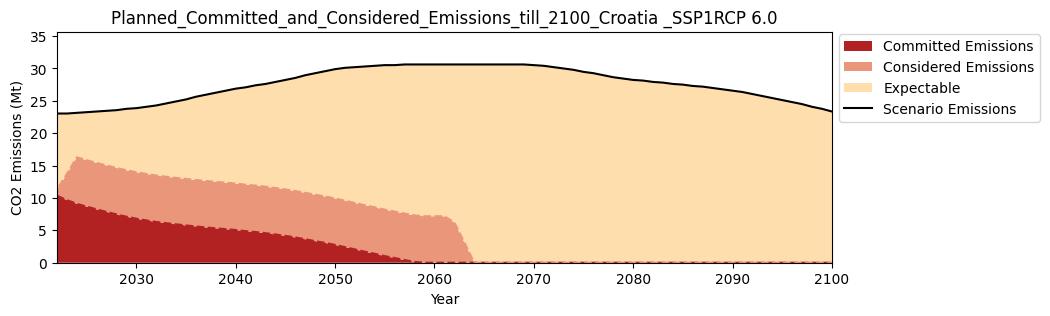 Planned_Committed_and_Considered_Emissions_till_2100_Croatia _SSP1RCP 6.0
CO2 Emissions (Mt)
35
30
25
20
15
10
5
0
2030 2040 2050 2060 2070 2080 2090 2100
Year
Committed Emissions
Considered Emissions
Expectable
Scenario Emissions